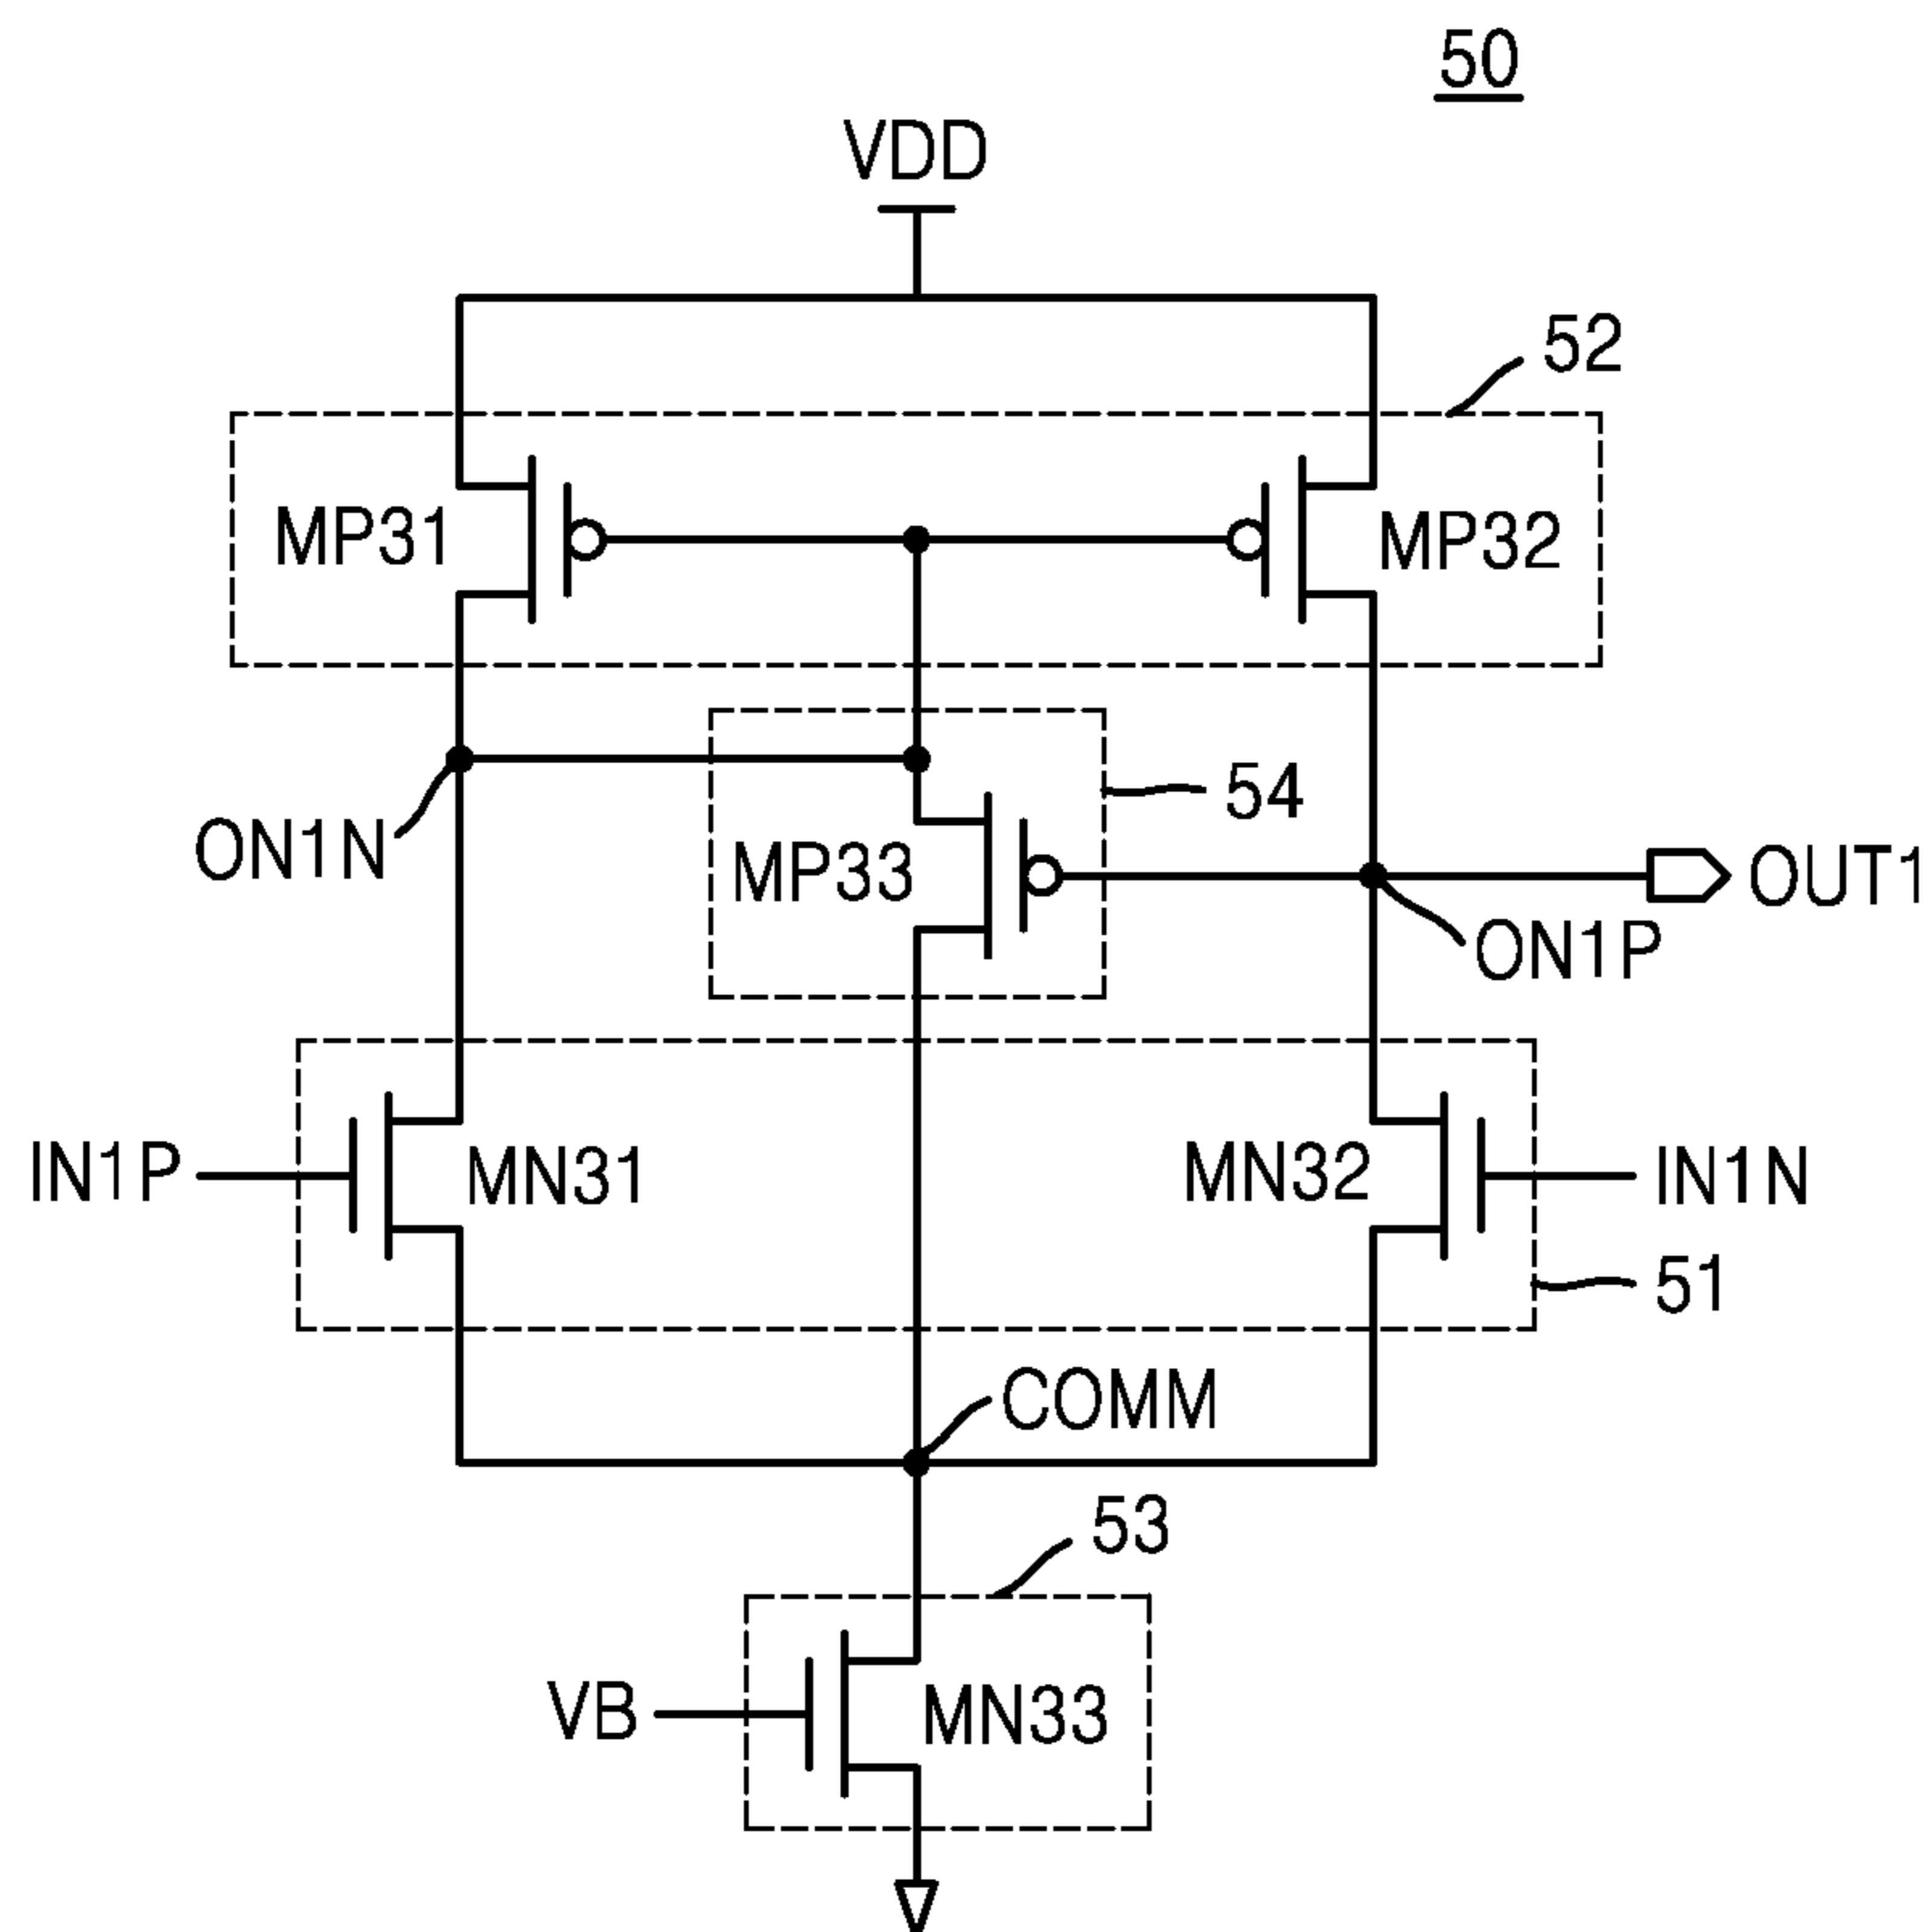 50
VDD
52
MP31
MP32
54
ON1N
MP33
OUT1
ON1P
IN1P
MN31
MN32
IN1N
51
COMM
53
VB
MN33